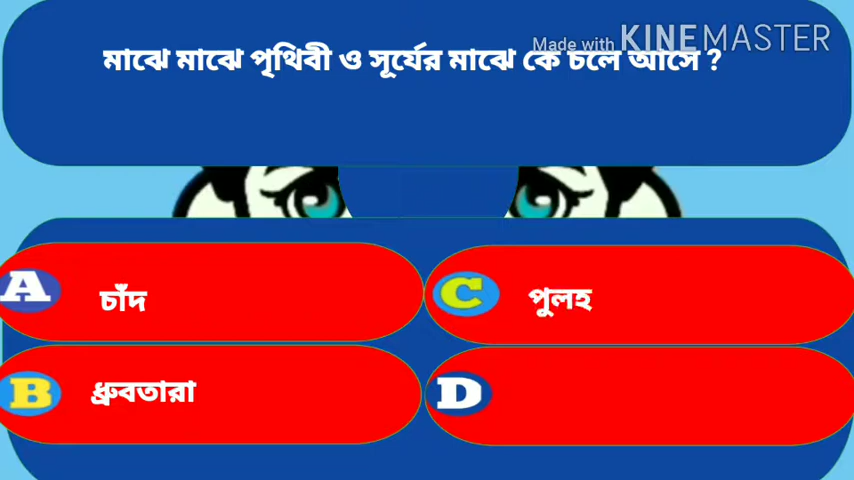 Made with KINEMASTER
মাঝে মাঝে পৃথিবী ও সূর্যের মাঝে কে চলে আসে ?
A চাঁদ
C পুলহ
B ধ্রুবতারা
D